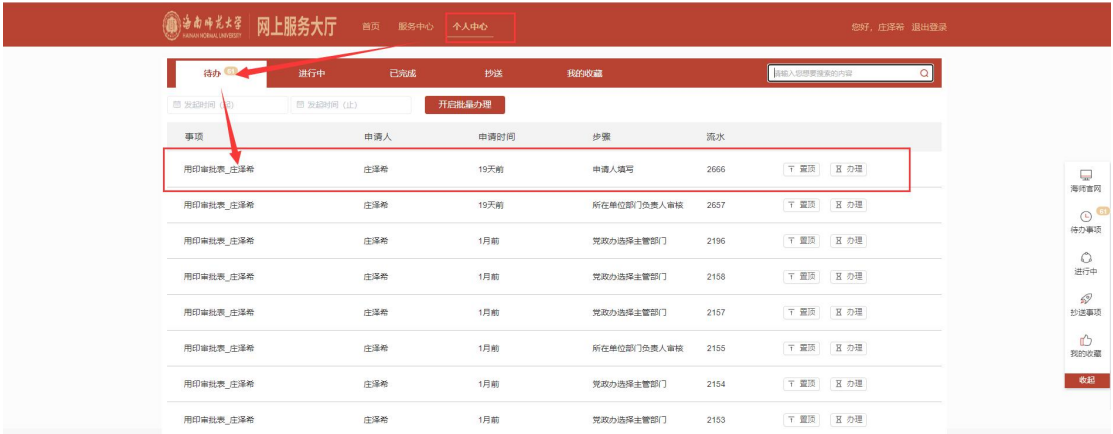 海南师范大学 网上服务大厅 首页 服务中心 个人中心 您好，庄泽希 退出登录
HAINAN NORMAL UNIVERSITY
待办 61 进行中 已完成 抄送 我的收藏 请输入您想要搜索的内容
发起时间（起） 发起时间（止） 开启批量办理
事项 申请人 申请时间 步骤 流水
用印审批表_庄泽希 庄泽希 19天前 申请人填写 2666 置顶 办理
用印审批表_庄泽希 庄泽希 19天前 所在单位部门负责人审核 2657 置顶 办理
用印审批表_庄泽希 庄泽希 1月前 党政办选择主管部门 2196 置顶 办理
用印审批表_庄泽希 庄泽希 1月前 党政办选择主管部门 2158 置顶 办理
用印审批表_庄泽希 庄泽希 1月前 党政办选择主管部门 2157 置顶 办理
用印审批表_庄泽希 庄泽希 1月前 所在单位部门负责人审核 2155 置顶 办理
用印审批表_庄泽希 庄泽希 1月前 党政办选择主管部门 2154 置顶 办理
用印审批表_庄泽希 庄泽希 1月前 党政办选择主管部门 2153 置顶 办理
海师官网
61
待办事项
进行中
抄送事项
我的收藏
收起